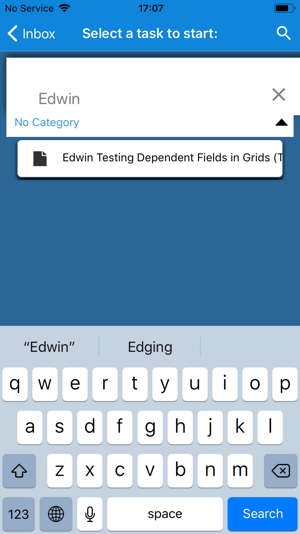 No Service 17:07
Inbox Select a task to start:
Edwin
No Category
Edwin Testing Dependent Fields in Grids (T
“Edwin” Edging
q w e r t y u i o p
a s d f g h j k l
z x c v b n m
123 space Search